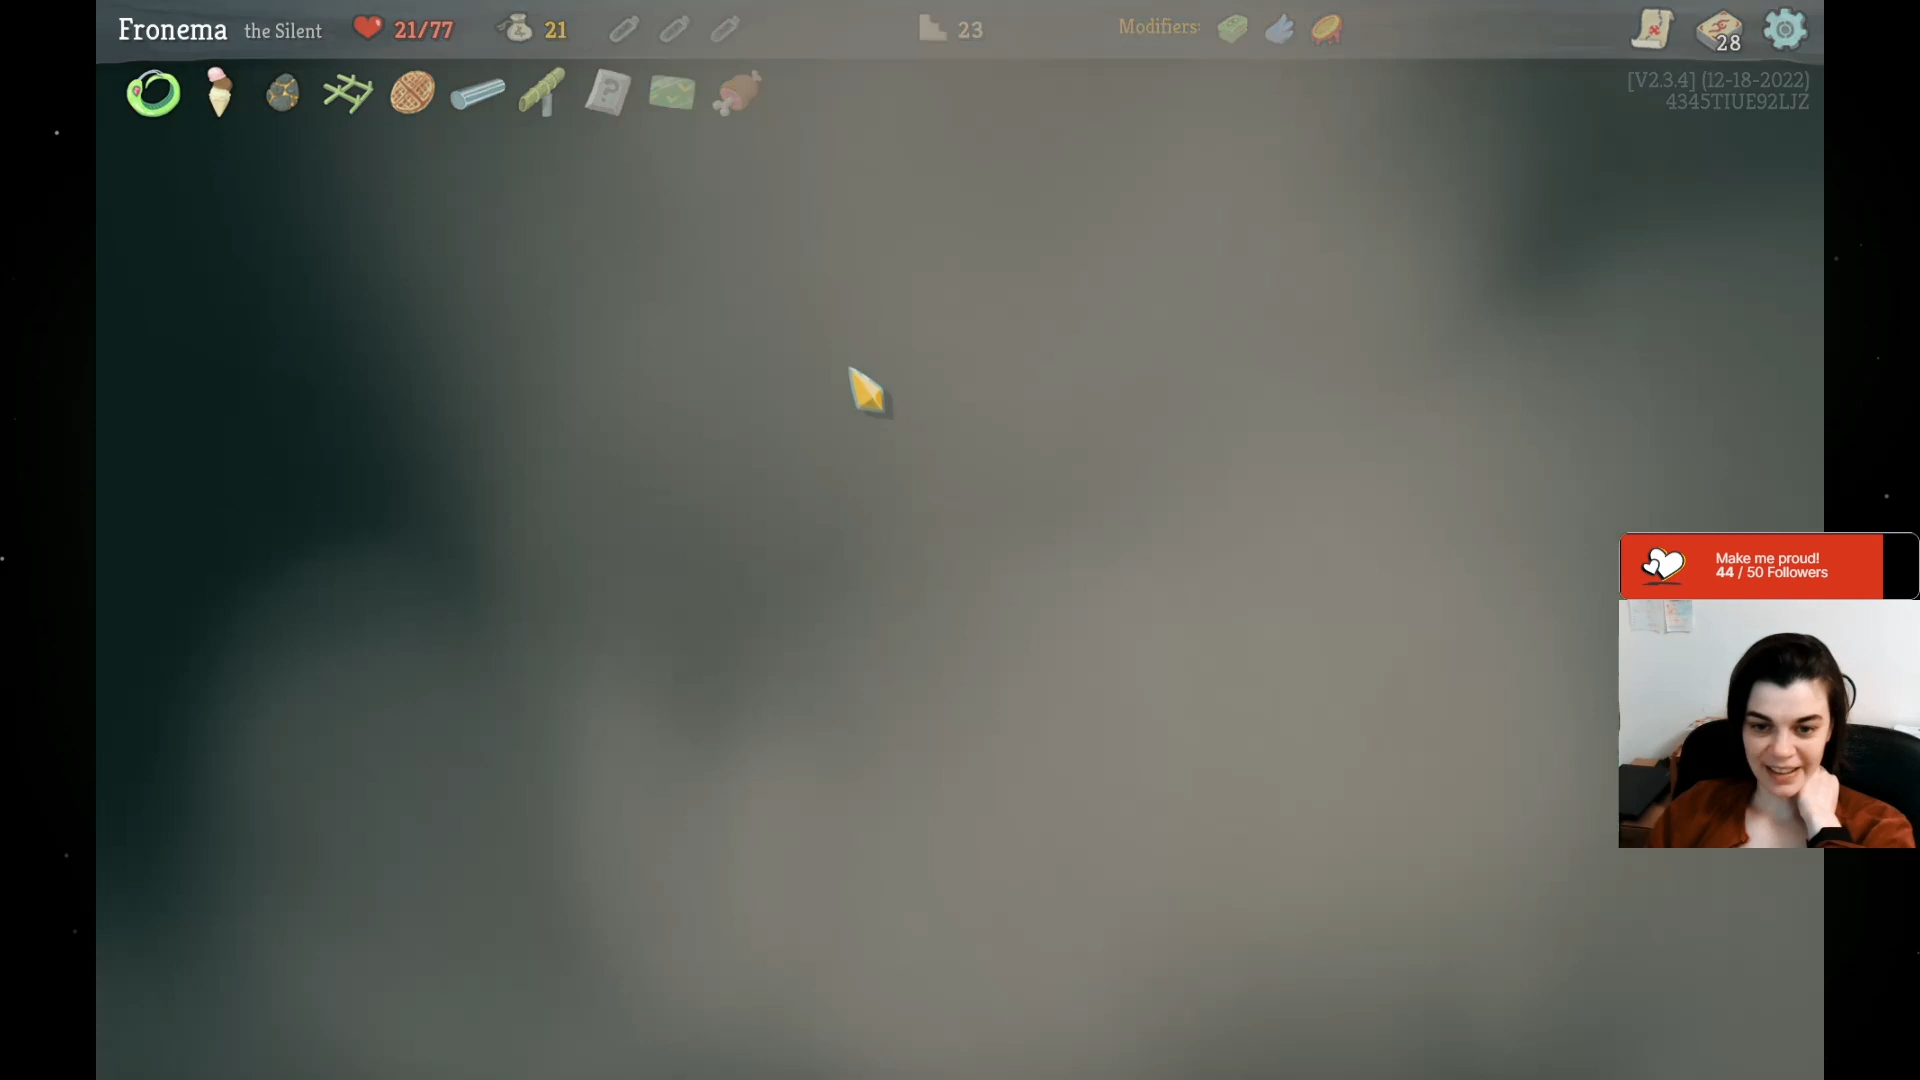 Fronema the Silent 21/77 21 23 Modifiers: 28
[V2.3.4] (12-18-2022)
4345TIUE92LJZ
?
Make me proud!
44 / 50 Followers